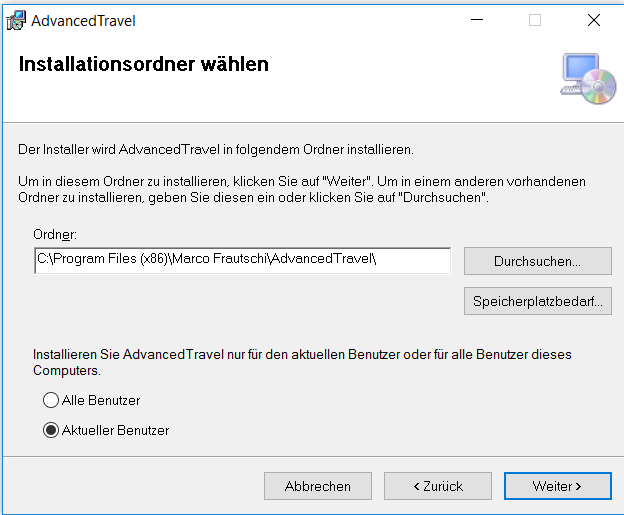 AdvancedTravel
Installationsordner wählen
Der Installer wird AdvancedTravel in folgendem Ordner installieren.
Um in diesem Ordner zu installieren, klicken Sie auf "Weiter". Um in einem anderen vorhandenen
Ordner zu installieren, geben Sie diesen ein oder klicken Sie auf "Durchsuchen".
Ordner:
C:\Program Files (x86)\Marco Frautschi\AdvancedTravel\
Durchsuchen...
Speicherplatzbedarf...
Installieren Sie AdvancedTravel nur für den aktuellen Benutzer oder für alle Benutzer dieses
Computers.
Alle Benutzer
Aktueller Benutzer
Abbrechen
< Zurück
Weiter >